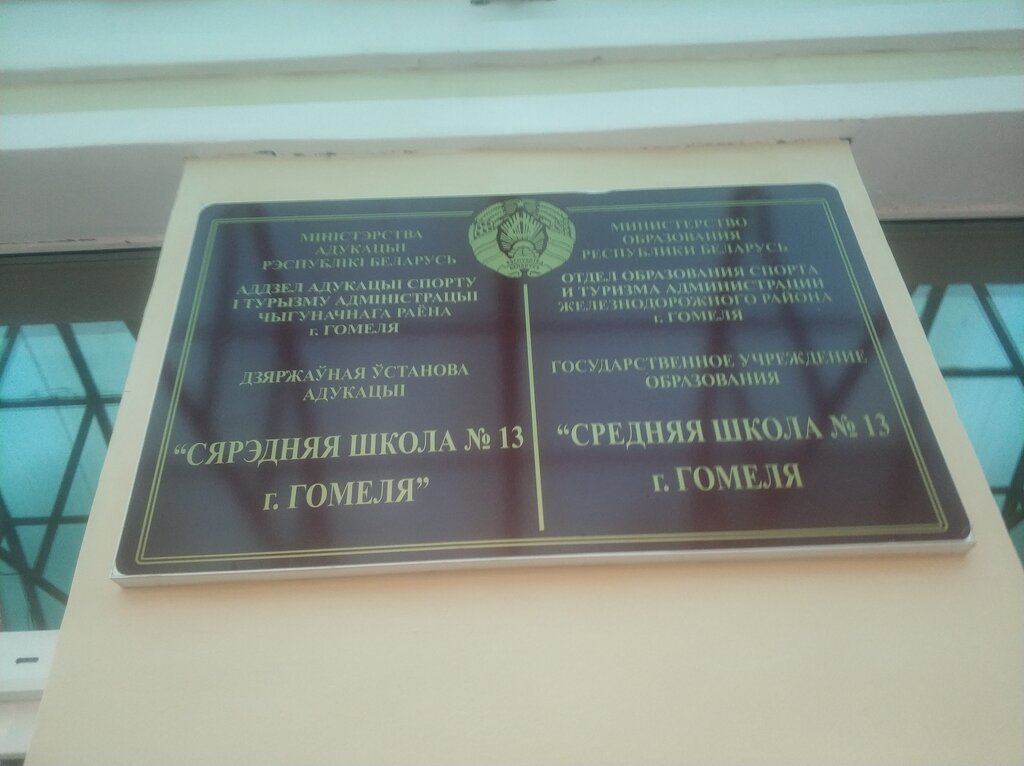 МІНІСТЭРСТВА
АДУКАЦЫІ
РЭСПУБЛІКІ БЕЛАРУСЬ
АДДЗЕЛ АДУКАЦЫІ СПОРТУ
І ТУРЫЗМУ АДМІНІСТРАЦЫІ
ЧЫГУНАЧНАГА РАЁНА
г. ГОМЕЛЯ
ДЗЯРЖАЎНАЯ ЎСТАНОВА
АДУКАЦЫІ
“СЯРЭДНЯЯ ШКОЛА № 13
г. ГОМЕЛЯ”
МИНИСТЕРСТВО
ОБРАЗОВАНИЯ
РЕСПУБЛИКИ БЕЛАРУСЬ
ОТДЕЛ ОБРАЗОВАНИЯ СПОРТА
И ТУРИЗМА АДМИНИСТРАЦИИ
ЖЕЛЕЗНОДОРОЖНОГО РАЙОНА
г. ГОМЕЛЯ
ГОСУДАРСТВЕННОЕ УЧРЕЖДЕНИЕ
ОБРАЗОВАНИЯ
“СРЕДНЯЯ ШКОЛА № 13
г. ГОМЕЛЯ